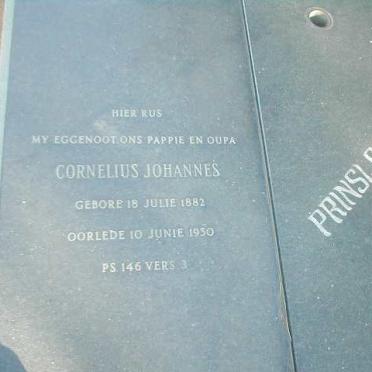 HIER RUS
MY EGGENOOT, ONS PAPPIE EN OUPA
CORNELIUS JOHANNES
GEBORE 18 JULIE 1882
OORLEDE 10 JUNIE 1950
PS 146 VERS 3